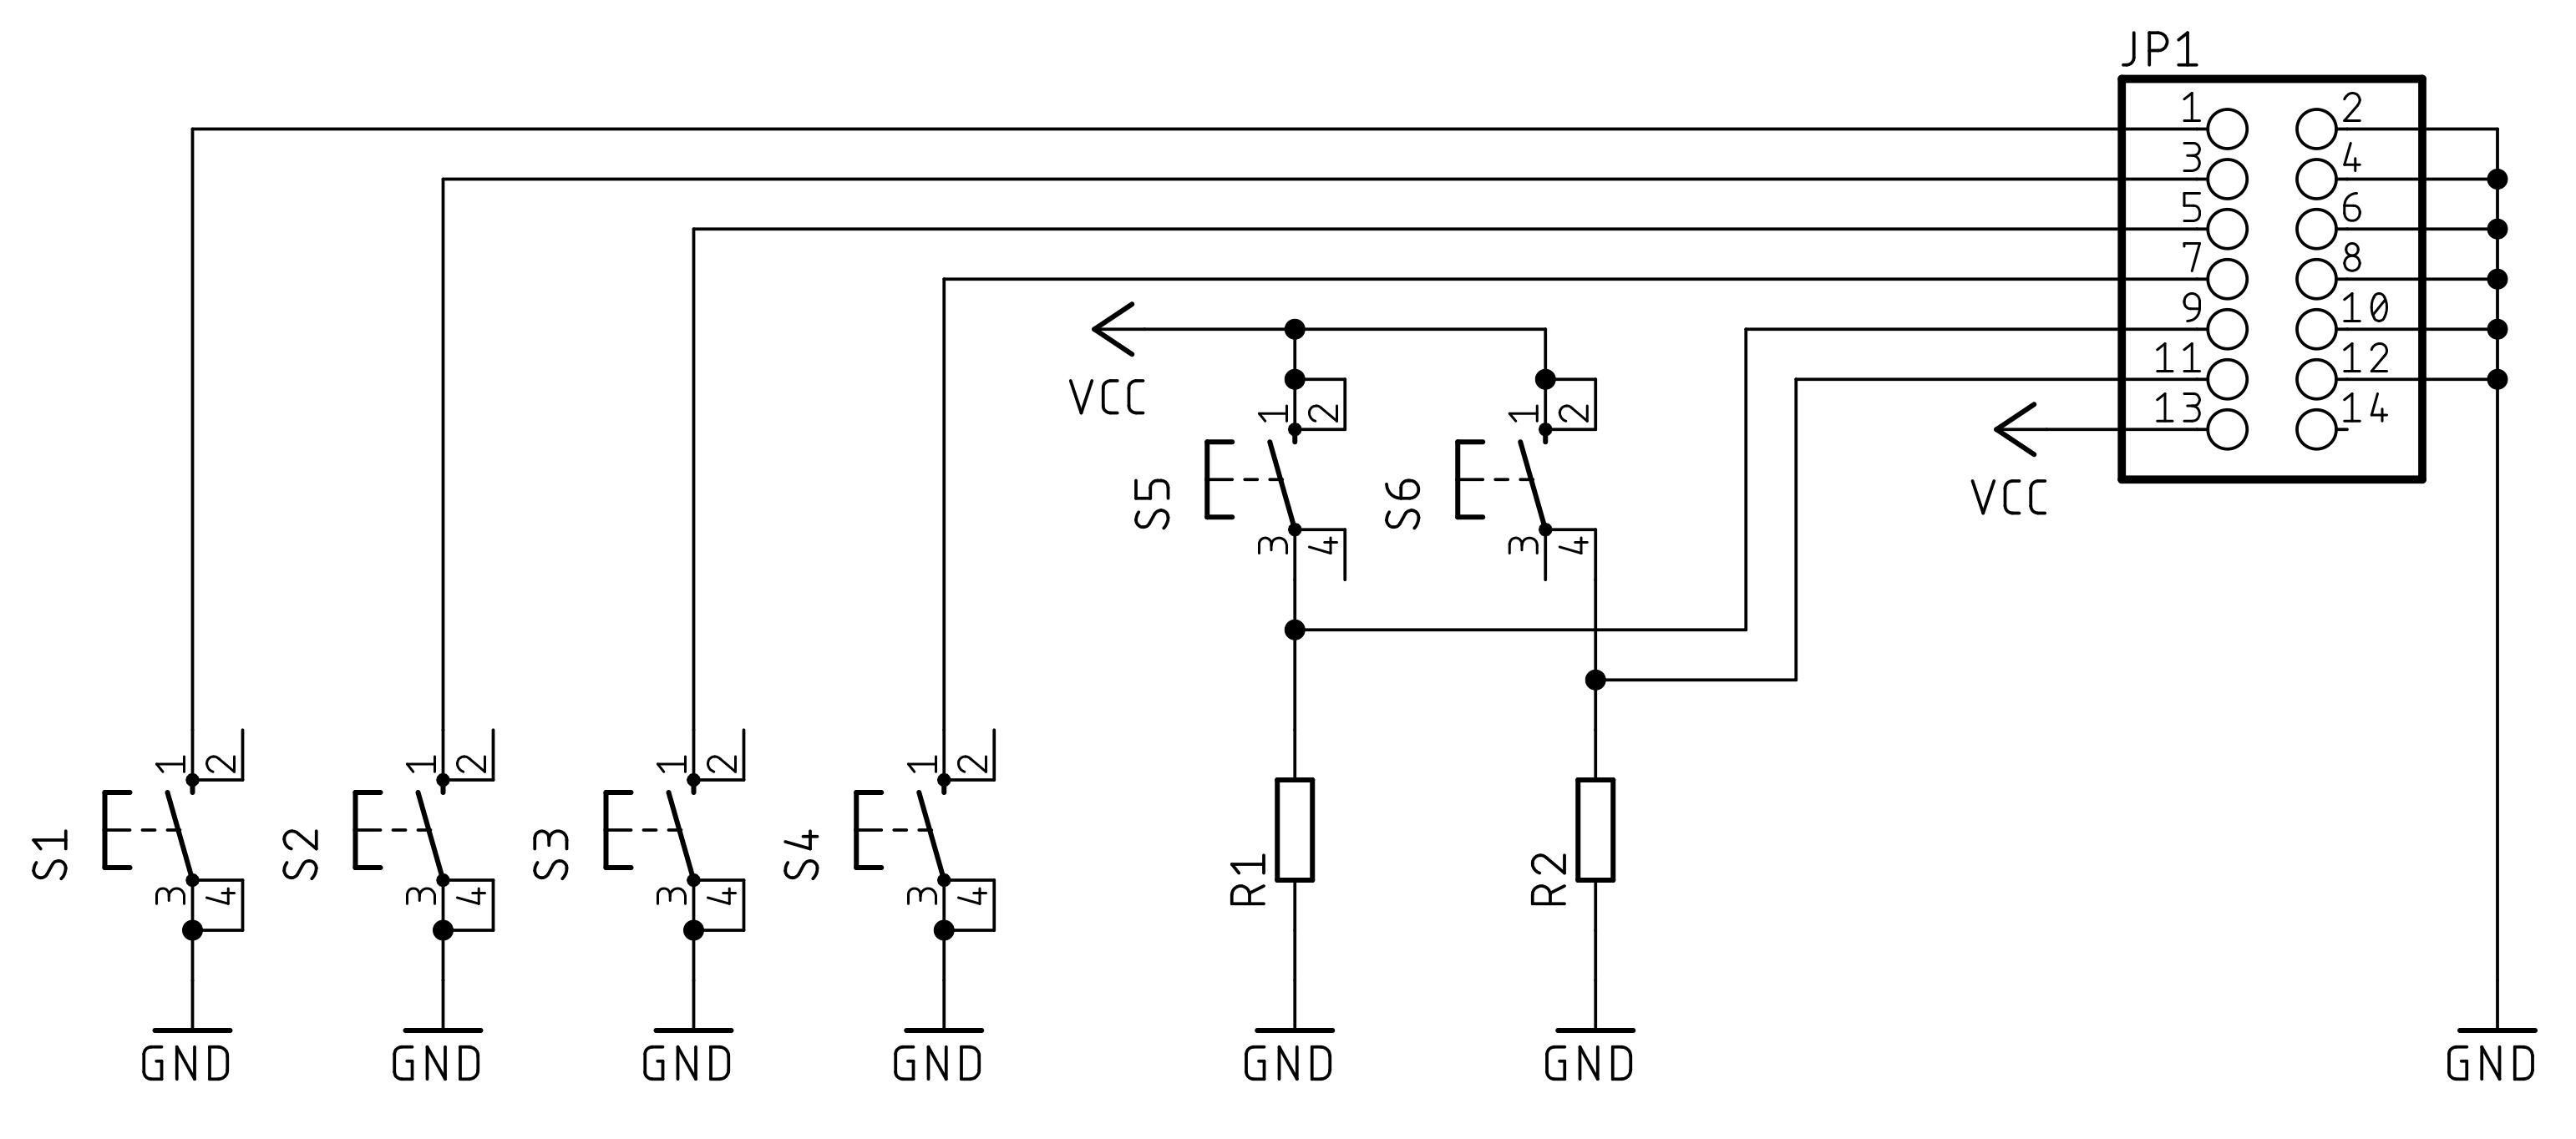 JP1
1 2
3 4
5 6
7 8
9 10
11 12
13 14
VCC
VCC
S5 1 2 3 4
S6 1 2 3 4
S1 1 2 3 4
S2 1 2 3 4
S3 1 2 3 4
S4 1 2 3 4
R1
R2
GND GND GND GND GND GND GND